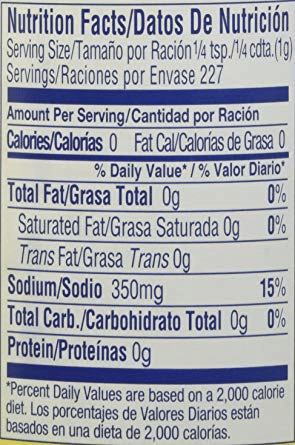 Nutrition Facts/Datos De Nutrición
Serving Size/Tamaño por Ración 1/4 tsp./1/4 cdta.(1g)
Servings/Raciones por Envase 227
Amount Per Serving/Cantidad por Ración
Calories/Calorías 0 Fat Cal/Calorías de Grasa 0
% Daily Value*/% Valor Diario*
Total Fat/Grasa Total 0g 0%
Saturated Fat/Grasa Saturada 0g 0%
Trans Fat/Grasa Trans 0g
Sodium/Sodio 350mg 15%
Total Carb./Carbohidrato Total 0g 0%
Protein/Proteínas 0g
*Percent Daily Values are based on a 2,000 calorie
diet. Los porcentajes de Valores Diarios están
basados en una dieta de 2,000 calorías.